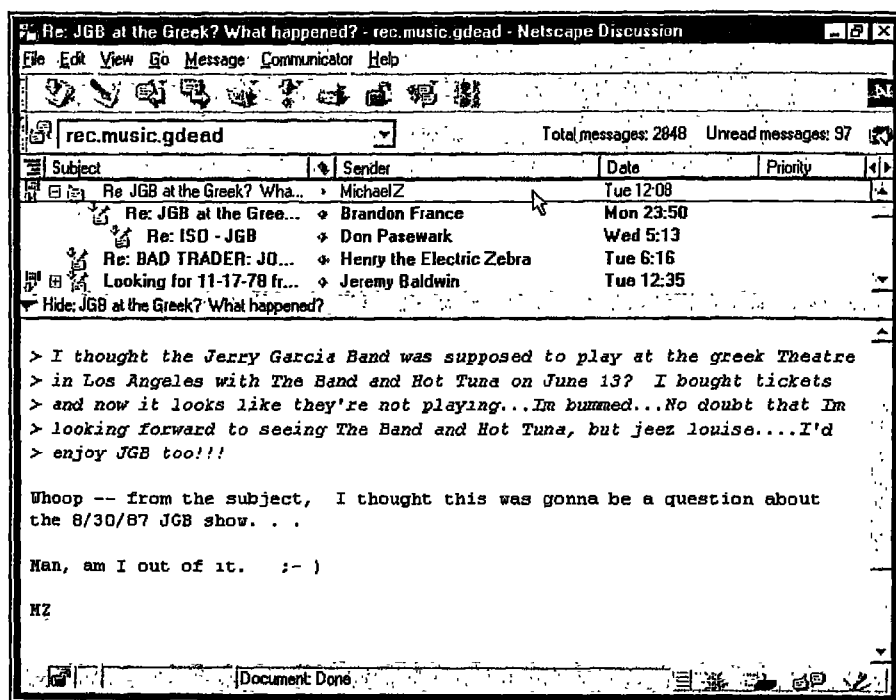 Re: JGB at the Greek? What happened? - rec.music.gdead - Netscape Discussion
File Edit View Go Message Communicator Help
N
rec.music.gdead Total messages: 2848 Unread messages: 97
Subject Sender Date Priority
Re JGB at the Greek? Wha... MichaelZ Tue 12:08
Re: JGB at the Gree... Brandon France Mon 23:50
Re: ISO - JGB Don Pasewark Wed 5:13
Re: BAD TRADER: JO... Henry the Electric Zebra Tue 6:16
Looking for 11-17-78 fr... Jeremy Baldwin Tue 12:35
Hide: JGB at the Greek? What happened?
> I thought the Jerry Garcia Band was supposed to play at the greek Theatre
> in Los Angeles with The Band and Hot Tuna on June 13? I bought tickets
> and now it looks like they're not playing...Im bummed...No doubt that Im
> looking forward to seeing The Band and Hot Tuna, but jeez louise....I'd
> enjoy JGB too!!!
Whoop -- from the subject, I thought this was gonna be a question about
the 8/30/87 JGB show. . .
Man, am I out of it. ;- )
MZ
Document: Done